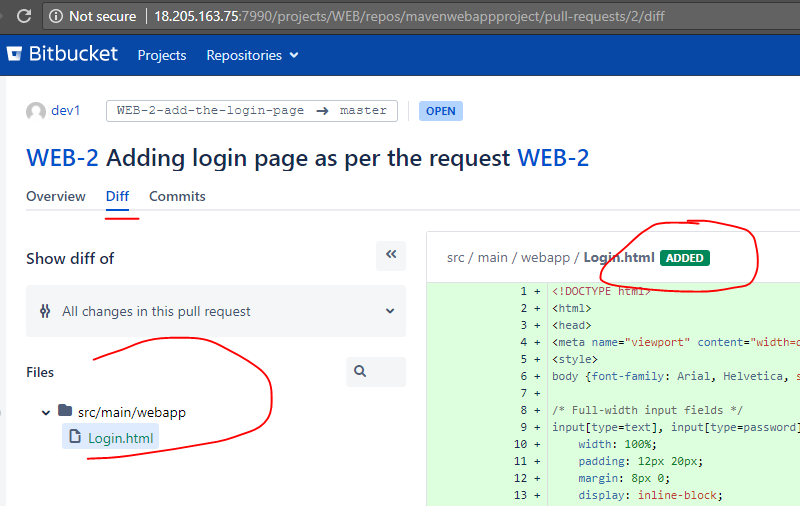 Not secure 18.205.163.75:7990/projects/WEB/repos/mavenwebappproject/pull-requests/2/diff
Bitbucket Projects Repositories
dev1 WEB-2-add-the-login-page → master OPEN
WEB-2 Adding login page as per the request WEB-2
Overview Diff Commits
Show diff of «
All changes in this pull request
Files
src/main/webapp
Login.html
src / main / webapp / Login.html ADDED
1 + <!DOCTYPE html>
2 + <html>
3 + <head>
4 + <meta name="viewport" content="width=
5 + <style>
6 + body {font-family: Arial, Helvetica,
7 +
8 + /* Full-width input fields */
9 + input[type=text], input[type=password]
10 + width: 100%;
11 + padding: 12px 20px;
12 + margin: 8px 0;
13 + display: inline-block;